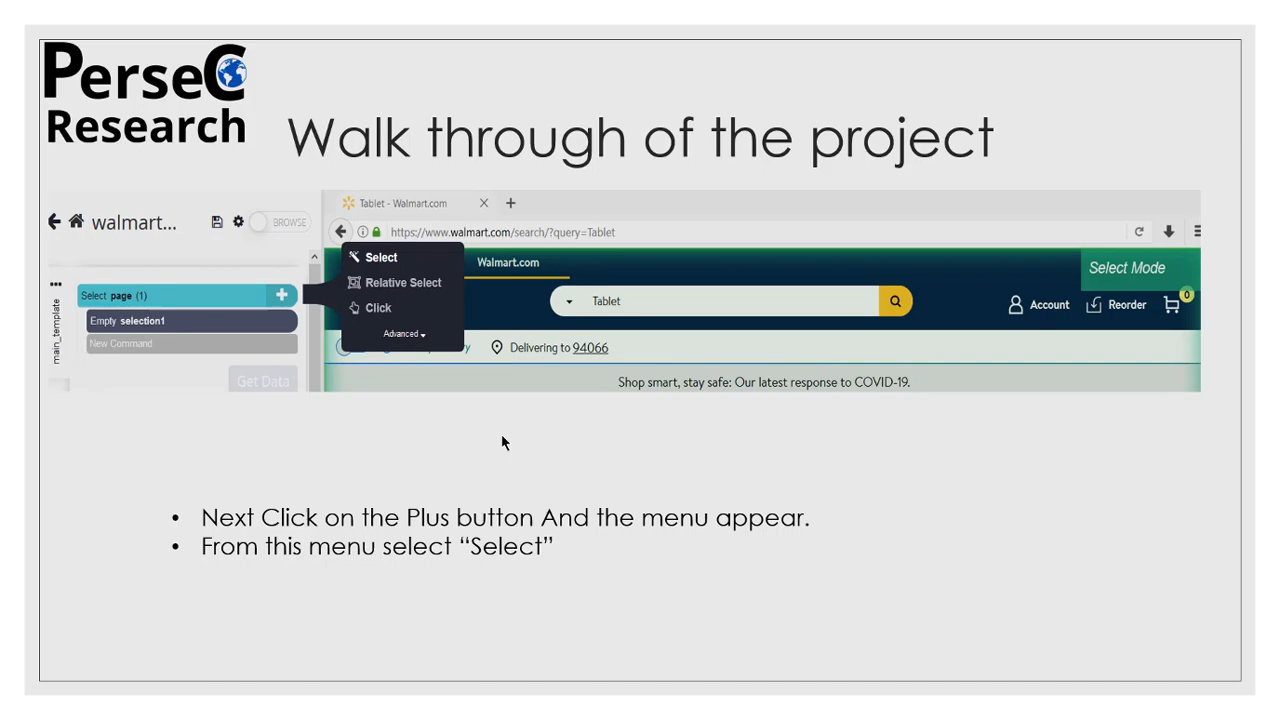 PerseC
Research
Walk through of the project
walmart...
BROWSE
Tablet - Walmart.com
https://www.walmart.com/search/?query=Tablet
main_template
Select page (1)
Empty selection1
New Command
Get Data
Select
Relative Select
Click
Advanced
Walmart.com
Select Mode
Tablet
Account
Reorder
0
Delivering to 94066
Shop smart, stay safe: Our latest response to COVID-19.
• Next Click on the Plus button And the menu appear.
• From this menu select “Select”